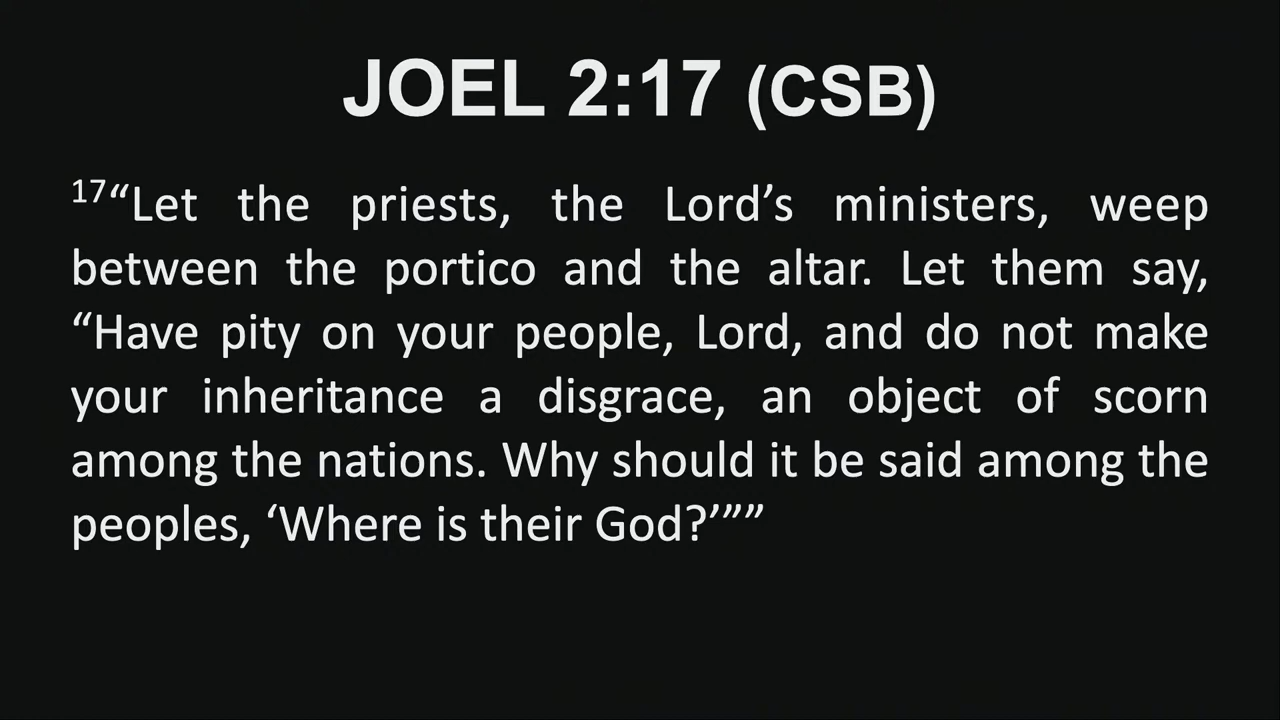 JOEL 2:17 (CSB)
17“Let the priests, the Lord’s ministers, weep
between the portico and the altar. Let them say,
“Have pity on your people, Lord, and do not make
your inheritance a disgrace, an object of scorn
among the nations. Why should it be said among the
peoples, ‘Where is their God?’””